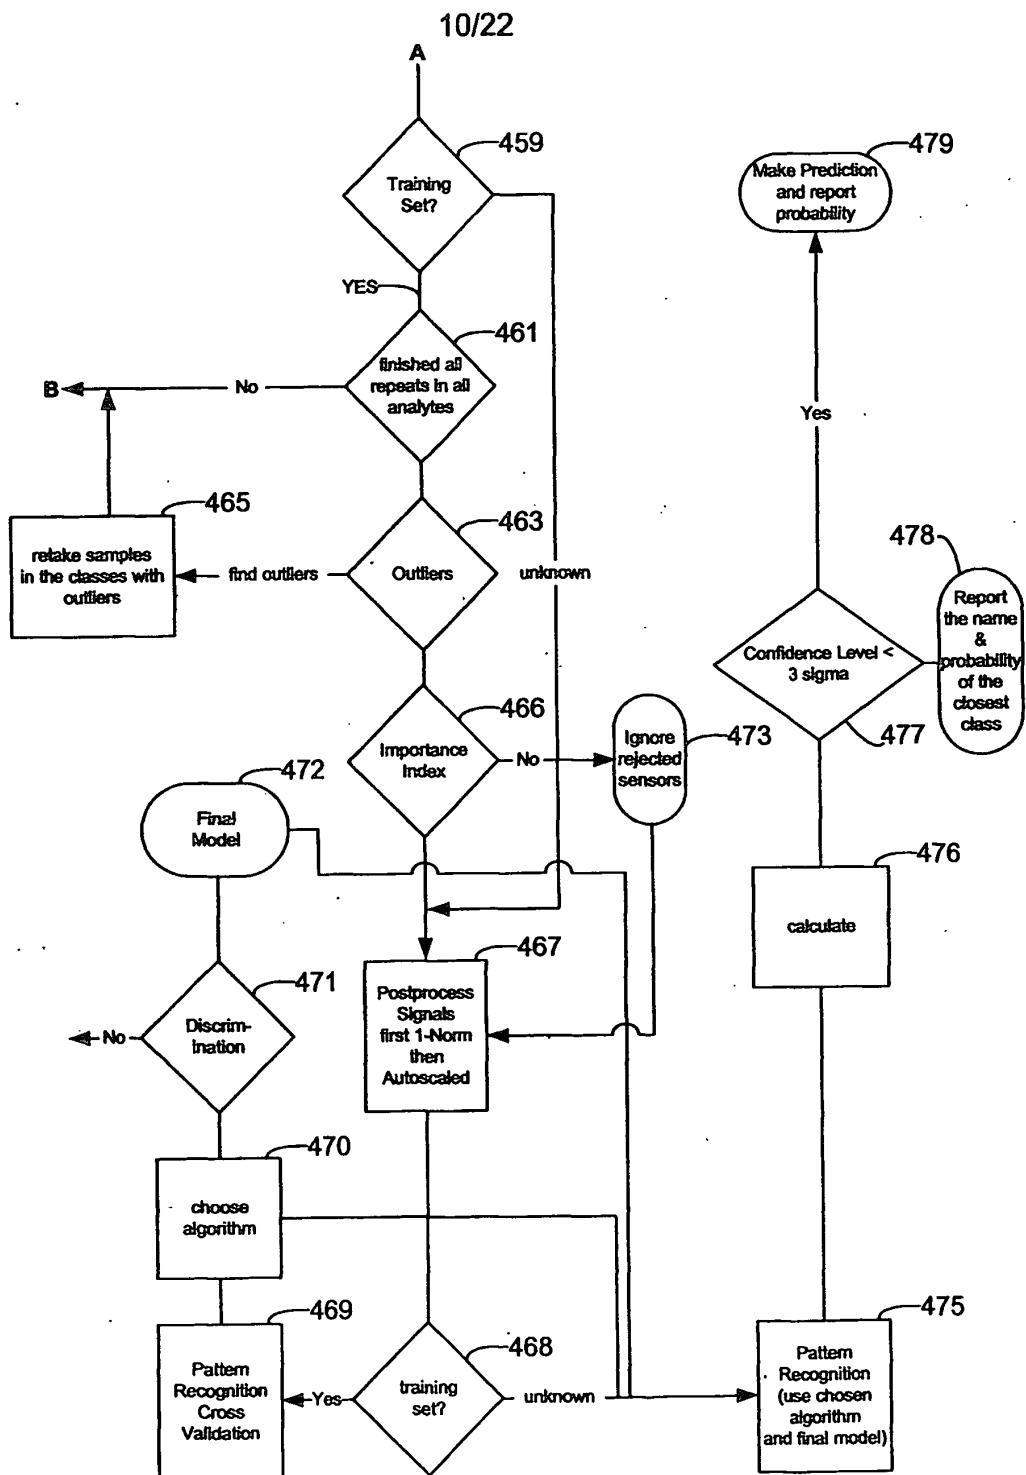 10/22
A
459
Training
Set?
YES
461
finished all
repeats in all
analytes
No
B
465
retake samples
in the classes with
outliers
find outliers
463
Outliers
unknown
466
Importance
Index
No
Ignore
rejected
sensors
473
472
Final
Model
471
Discrim-
ination
No
467
Postprocess
Signals
first 1-Norm
then
Autoscaled
470
choose
algorithm
469
Pattern
Recognition
Cross
Validation
Yes
468
training
set?
unknown
475
Pattern
Recognition
(use chosen
algorithm
and final model)
476
calculate
477
Confidence Level <
3 sigma
478
Report
the name
&
probability
of the
closest
class
Yes
479
Make Prediction
and report
probability